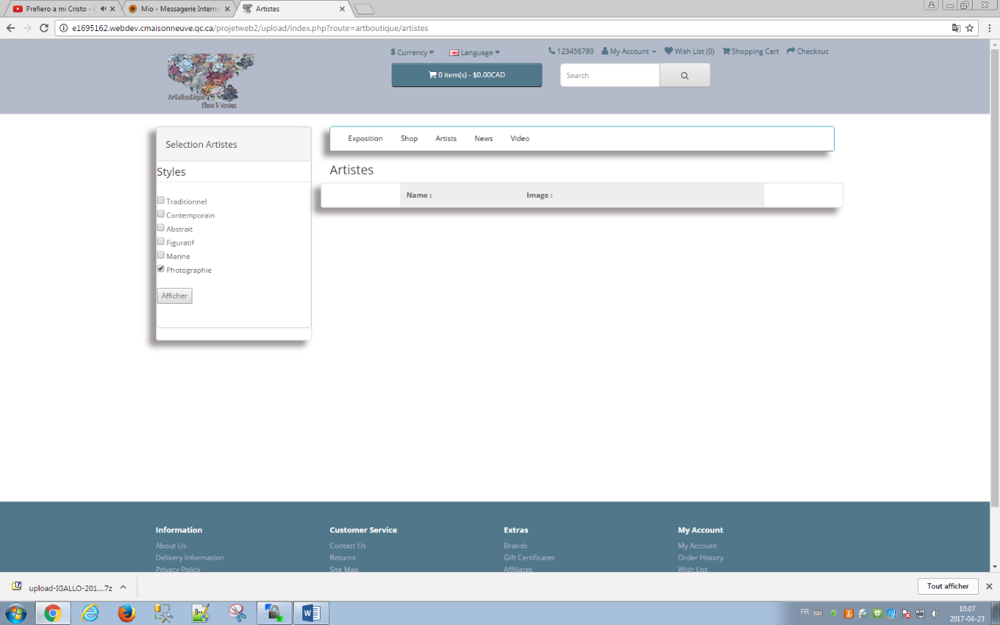 Prefiero a mi Cristo -
Mio - Messagerie Interne
Artistes
e1695162.webdev.cmaisonneuve.qc.ca/projetweb2/upload/index.php?route=artboutique/artistes
ArtsBoutique
Chez L'Joyaux
$ Currency
Language
123456789
My Account
Wish List (0)
Shopping Cart
Checkout
0 item(s) - $0.00CAD
Search
Selection Artistes
Styles
Traditionnel
Contemporain
Abstrait
Figuratif
Marine
Photographie
Afficher
Exposition Shop Artists News Video
Artistes
Name : Image :
Information
About Us
Delivery Information
Privacy Policy
Customer Service
Contact Us
Returns
Site Map
Extras
Brands
Gift Certificates
Affiliates
My Account
My Account
Order History
Wish List
upload-IGALLO-201....7z
Tout afficher
FR
10:07
2017-04-23